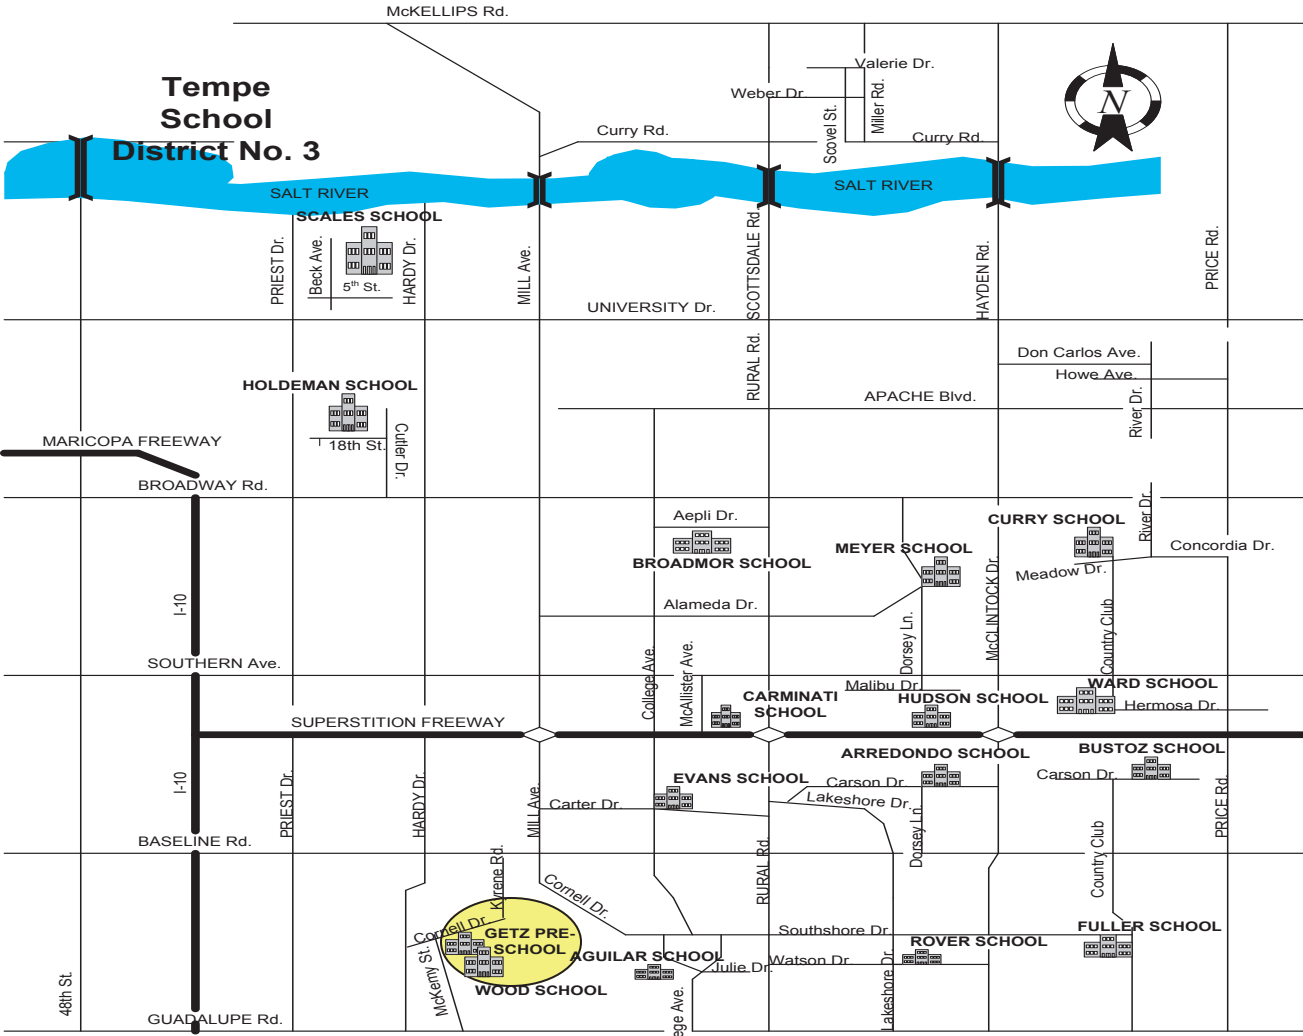 McKELLIPS Rd.
Tempe
School
District No. 3
Valerie Dr.
Weber Dr.
Scovel St.
Miller Rd.
Curry Rd.
Curry Rd.
N
SALT RIVER
SALT RIVER
SCALES SCHOOL
PRIEST Dr.
Beck Ave.
5th St.
HARDY Dr.
MILL Ave.
SCOTTSDALE Rd.
HAYDEN Rd.
PRICE Rd.
UNIVERSITY Dr.
RURAL Rd.
Don Carlos Ave.
Howe Ave.
River Dr.
HOLDEMAN SCHOOL
APACHE Blvd.
18th St.
Cutler Dr.
MARICOPA FREEWAY
BROADWAY Rd.
Aepli Dr.
BROADMOR SCHOOL
MEYER SCHOOL
CURRY SCHOOL
River Dr.
Concordia Dr.
Meadow Dr.
I-10
Alameda Dr.
Dorsey Ln.
McCLINTOCK Dr.
Country Club
SOUTHERN Ave.
College Ave.
McAllister Ave.
Malibu Dr.
CARMINATI
SCHOOL
HUDSON SCHOOL
WARD SCHOOL
Hermosa Dr.
SUPERSTITION FREEWAY
I-10
PRIEST Dr.
HARDY Dr.
MILL Ave.
EVANS SCHOOL
Carter Dr.
ARREDONDO SCHOOL
Carson Dr.
Lakeshore Dr.
Dorsey Ln.
BUSTOZ SCHOOL
Carson Dr.
PRICE Rd.
BASELINE Rd.
Kyrene Rd.
Cornell Dr.
RURAL Rd.
Country Club
Cornell Dr.
GETZ PRE-
SCHOOL
WOOD SCHOOL
McKemy St.
AGUILAR SCHOOL
Julie Dr.
Southshore Dr.
Watson Dr.
ROVER SCHOOL
Lakeshore Dr.
FULLER SCHOOL
48th St.
GUADALUPE Rd.
ege Ave.